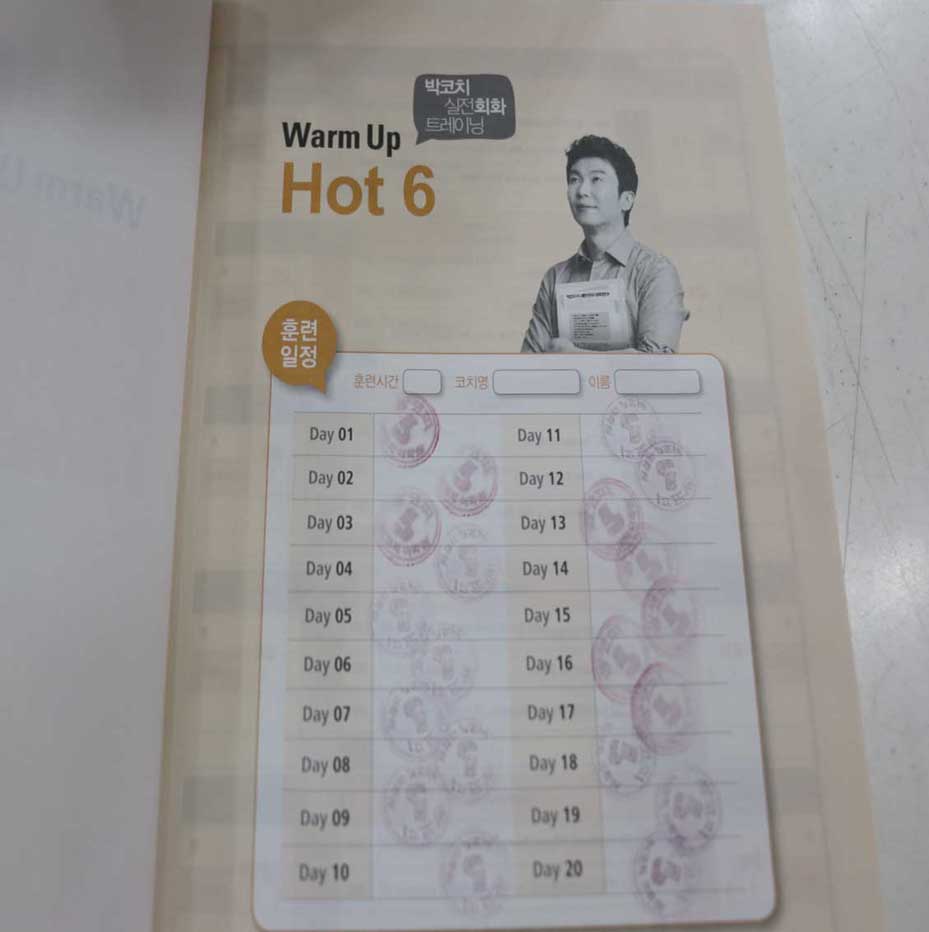 박코치
실전회화
트레이닝
Warm Up
Hot 6
훈련
일정
훈련시간
코치명
이름
Day 01
Day 11
Day 02
Day 12
Day 03
Day 13
Day 04
Day 14
Day 05
Day 15
Day 06
Day 16
Day 07
Day 17
Day 08
Day 18
Day 09
Day 19
Day 10
Day 20